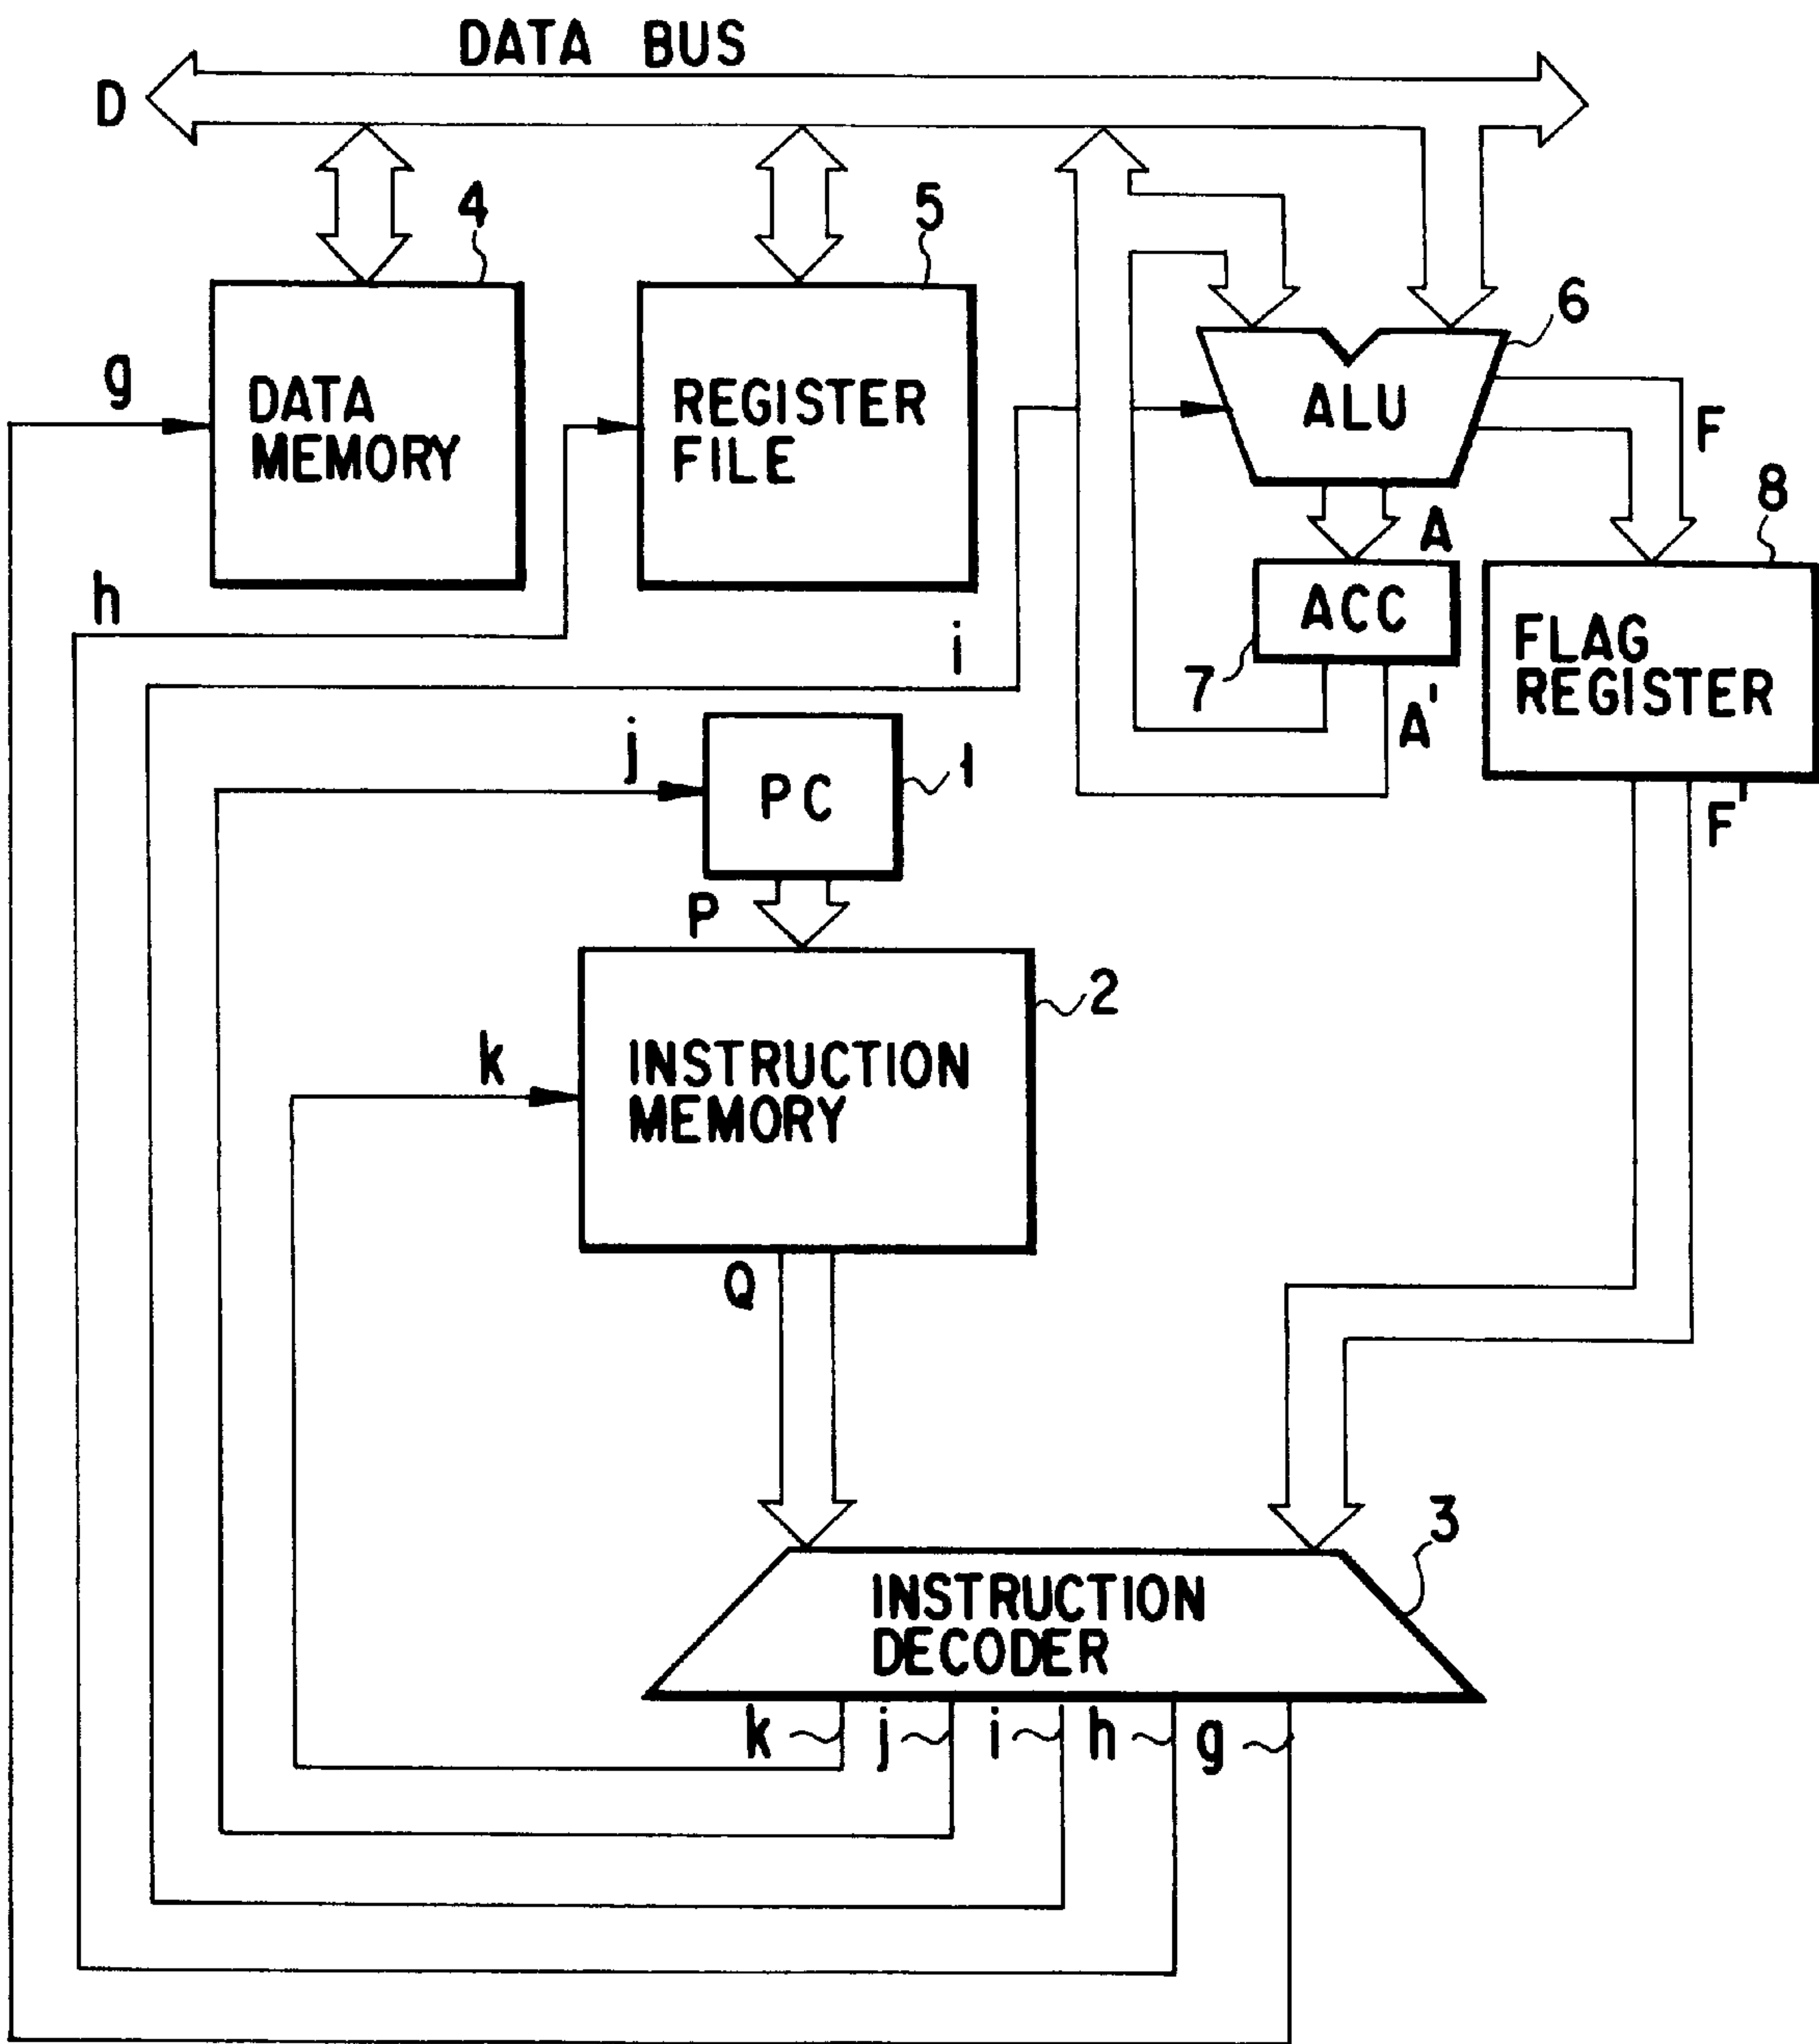 DATA BUS
D
4
5
6
g
DATA
MEMORY
REGISTER
FILE
ALU
F
8
A
h
ACC
i
7
A'
FLAG
REGISTER
j
PC
1
F'
P
2
k
INSTRUCTION
MEMORY
Q
3
INSTRUCTION
DECODER
k j i h g